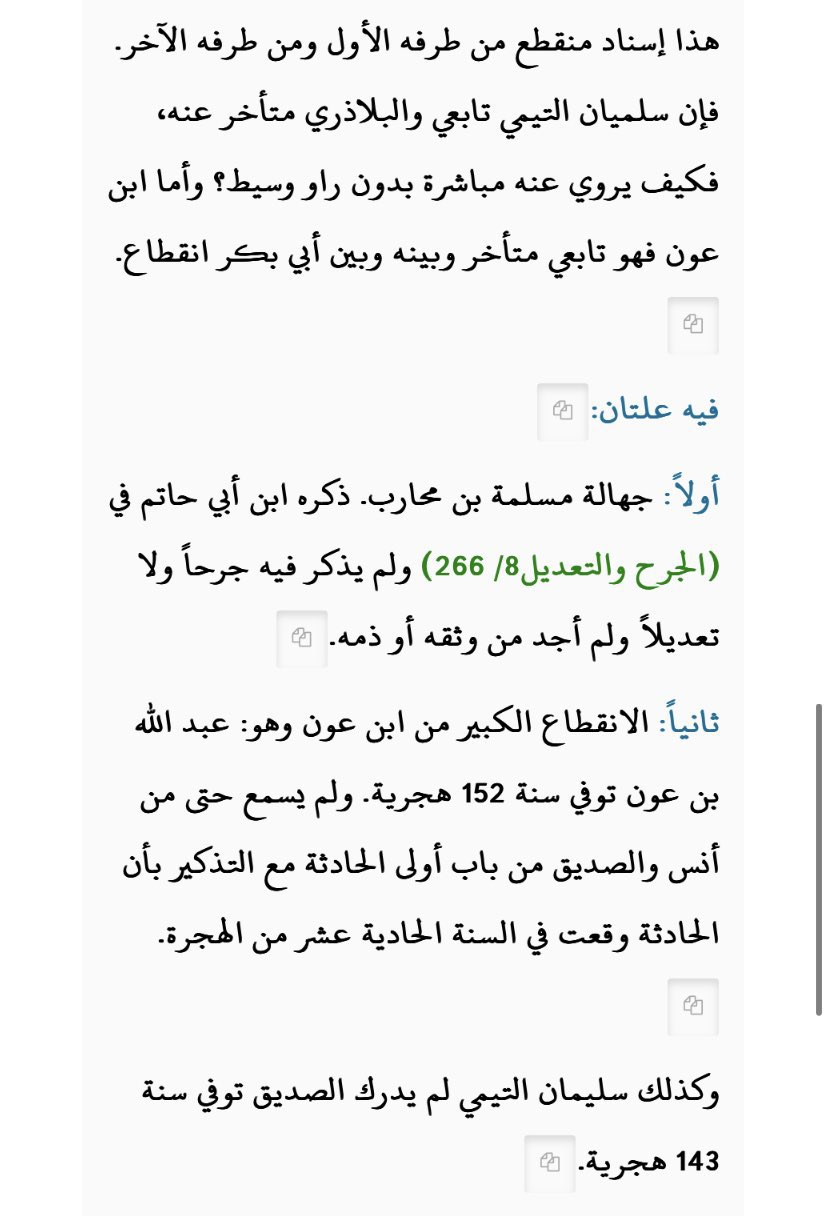 هذا إسناد منقطع من طرفه الأول ومن طرفه الآخر.
فإن سلميان التيمي تابعي والبلاذري متأخر عنه،
فكيف يروي عنه مباشرة بدون راو وسيط؟ وأما ابن
عون فهو تابعي متأخر وبينه وبين أبي بكر انقطاع.
فيه علتان:
أولاً: جهالة مسلمة بن محارب. ذكره ابن أبي حاتم في
(الجرح والتعديل8/ 266) ولم يذكر فيه جرحاً ولا
تعديلاً ولم أجد من وثقه أو ذمه.
ثانياً: الانقطاع الكبير من ابن عون وهو: عبد الله
بن عون توفي سنة 152 هجرية. ولم يسمع حتى من
أنس والصديق من باب أولى الحادثة مع التذكير بأن
الحادثة وقعت في السنة الحادية عشر من الهجرة.
وكذلك سليمان التيمي لم يدرك الصديق توفي سنة
143 هجرية.